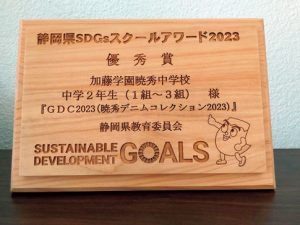 静岡県SDGsスクールアワード2023
優秀賞
加藤学園暁秀中学校
中学2年生(1組~3組) 様
『GDC2023(暁秀デニムコレクション2023)』
静岡県教育委員会
SUSTAINABLE
DEVELOPMENT GOALS